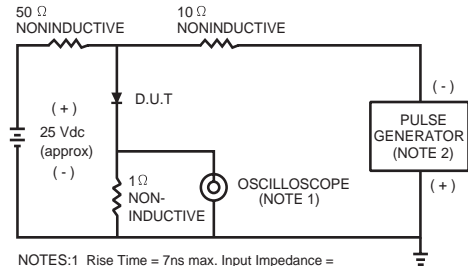 50 Ω
NONINDUCTIVE
10 Ω
NONINDUCTIVE
( + )
25 Vdc
(approx)
( - )
D.U.T
1Ω
NON-
INDUCTIVE
OSCILLOSCOPE
(NOTE 1)
( - )
PULSE
GENERATOR
(NOTE 2)
( + )
NOTES:1 Rise Time = 7ns max. Input Impedance =